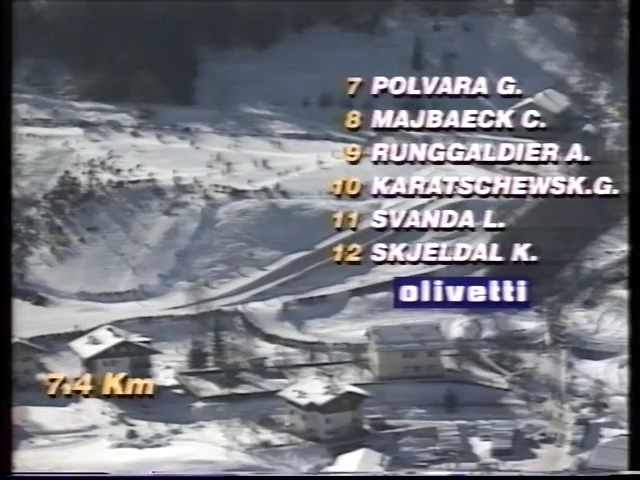 7 POLVARA G.
8 MAJBAECK C.
9 RUNGGALDIER A.
10 KARATSCHEWSK.G.
11 SVANDA L.
12 SKJELDAL K.
olivetti
7.4 Km